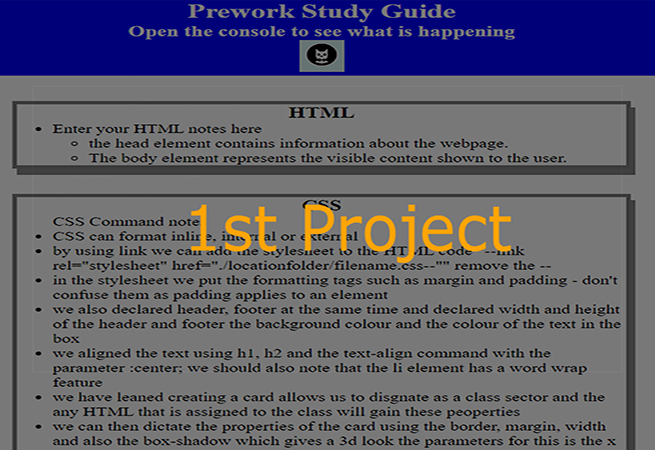 Prework Study Guide
Open the console to see what is happening
HTML
Enter your HTML notes here
the head element contains information about the webpage.
The body element represents the visible content shown to the user.
CSS
CSS Command note
1st Project
CSS can format inline, internal or external
by using link we can add the stylesheet to the HTML code "--link
rel="stylesheet" href="./locationfolder/filename.css--"" remove the --
in the stylesheet we put the formatting tags such as margin and padding - don't
confuse them as padding applies to an element
we also declared header, footer at the same time and declared width and height
of the header and footer the background colour and the colour of the text in the
box
we aligned the text using h1, h2 and the text-align command with the
parameter :center; we should also note that the li element has a word wrap
feature
we have leaned creating a card allows us to disgnate as a class sector and the
any HTML that is assigned to the class will gain these peoperties
we can then dictate the properties of the card using the border, margin, width
and also the box-shadow which gives a 3d look the parameters for this is the x